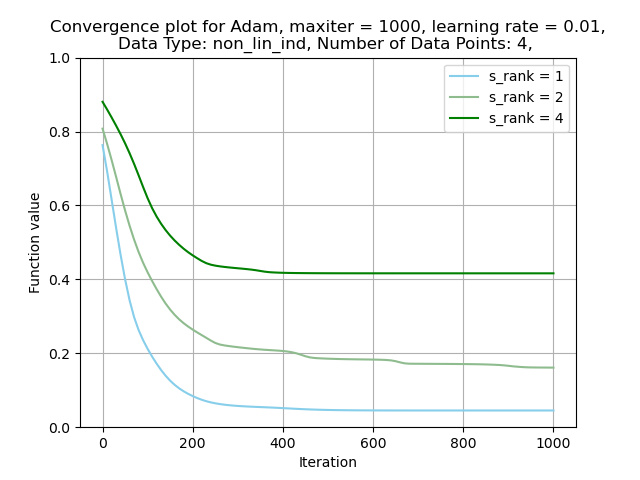 Convergence plot for Adam, maxiter = 1000, learning rate = 0.01,
Data Type: non_lin_ind, Number of Data Points: 4,
1.0
0.8
0.6
0.4
0.2
0.0
Function value
s_rank = 1
s_rank = 2
s_rank = 4
0 200 400 600 800 1000
Iteration